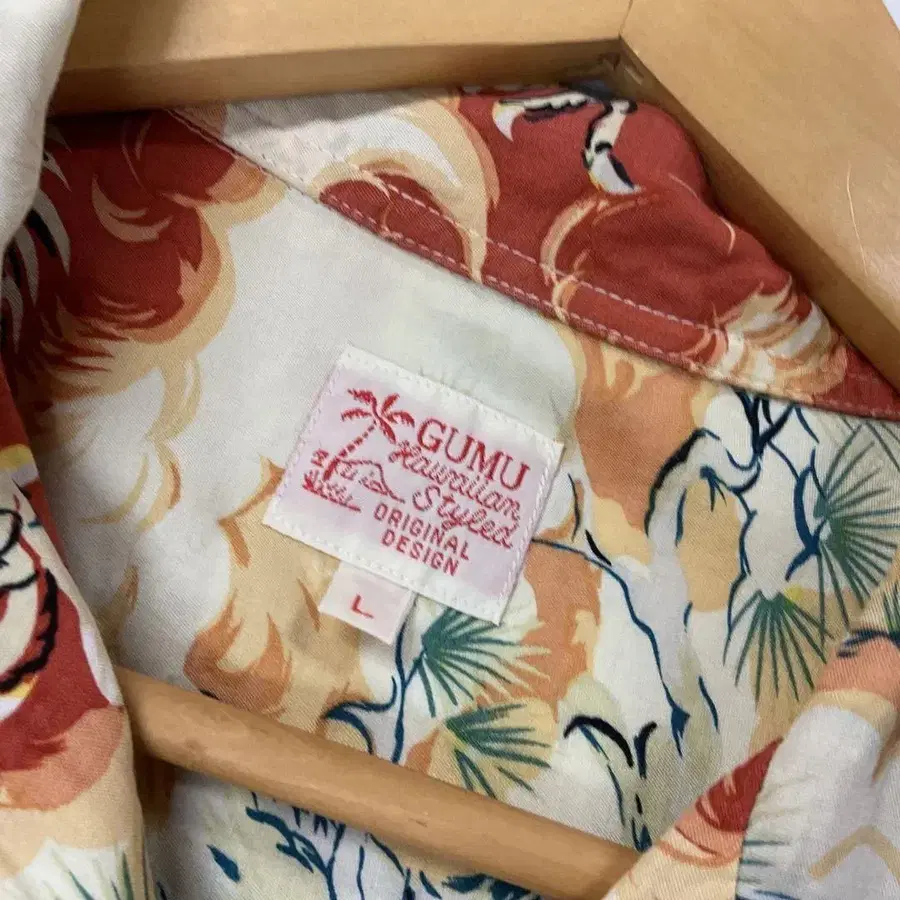 GUMU
Hawaiian
Styled
ORIGINAL
DESIGN
L